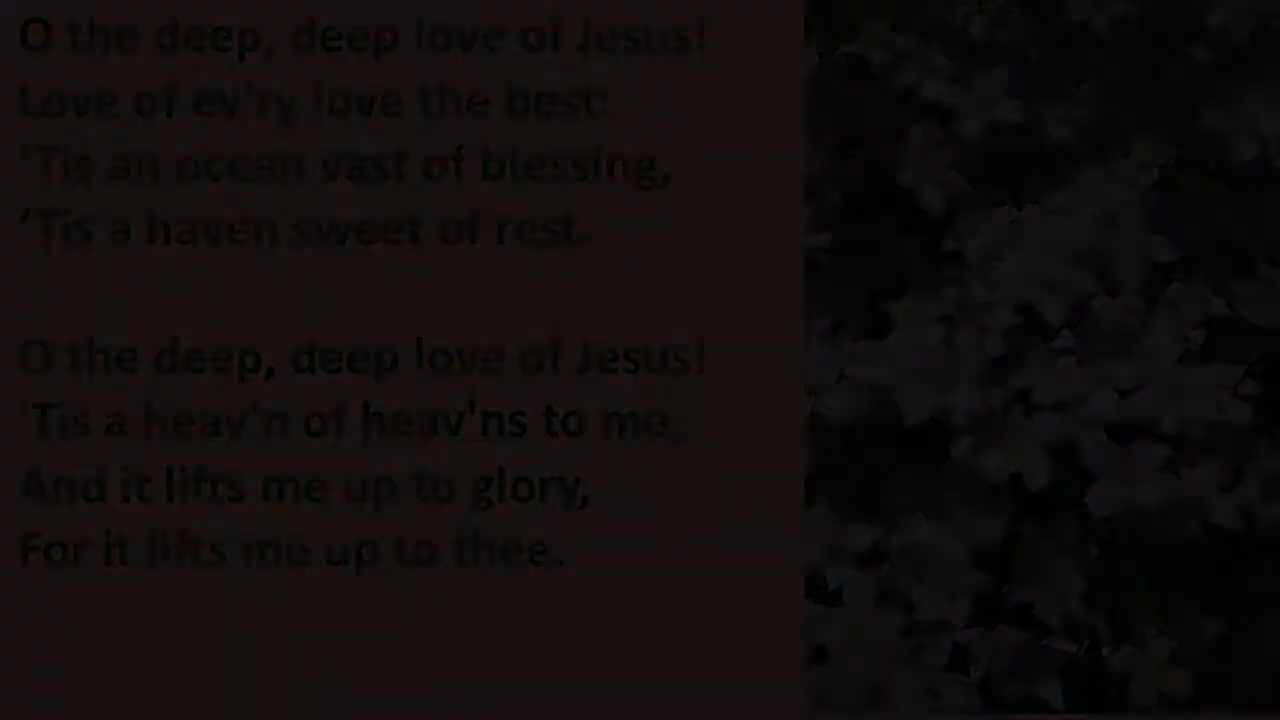 O the deep, deep love of Jesus!
Love of ev'ry love the best:
'Tis an ocean vast of blessing,
'Tis a haven sweet of rest.
O the deep, deep love of Jesus!
'Tis a heav'n of heav'ns to me;
And it lifts me up to glory,
For it lifts me up to thee.